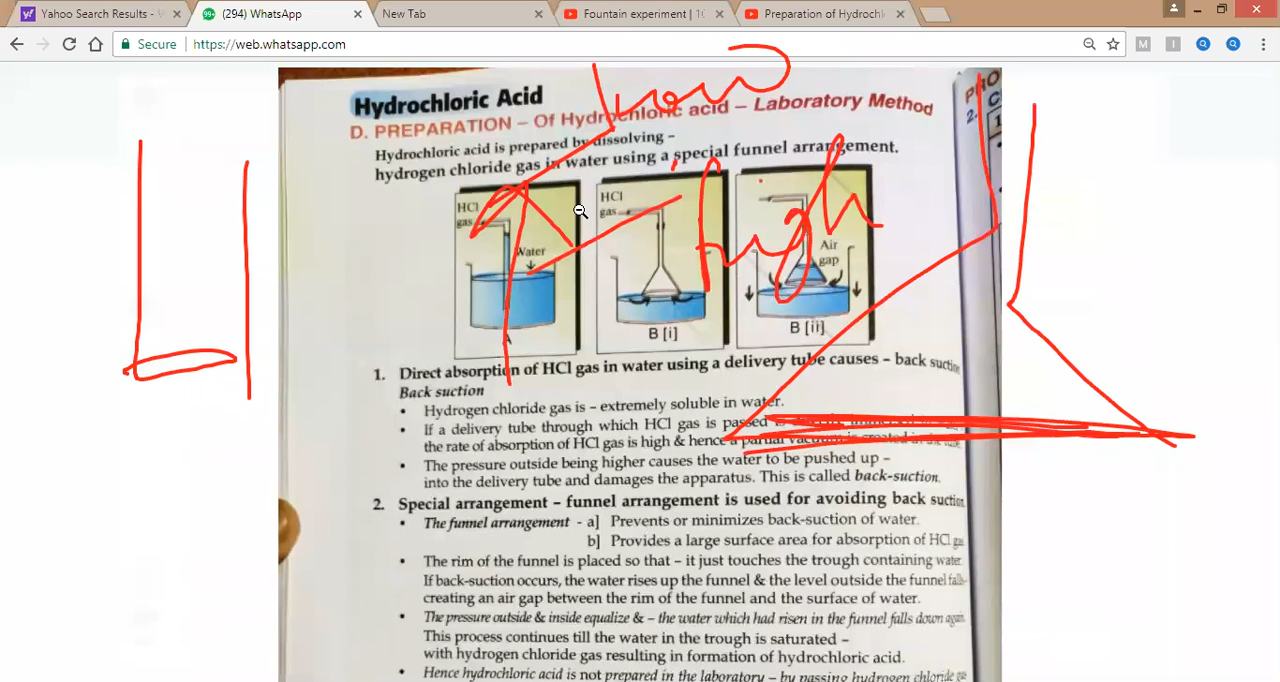 Yahoo Search Results -
(294) WhatsApp
New Tab
Fountain experiment | 10
Preparation of Hydrochl
Secure
https://web.whatsapp.com
M
I
Hydrochloric Acid
D. PREPARATION – Of Hydrochloric acid – Laboratory Method
Hydrochloric acid is prepared by dissolving –
hydrogen chloride gas in water using a special funnel arrangement.
low
high
HCl
gas
Water
A
HCl
gas
B [i]
Air
gap
B [ii]
PRO
2.
1. Direct absorption of HCl gas in water using a delivery tube causes – back suction
Back suction
• Hydrogen chloride gas is – extremely soluble in water.
• If a delivery tube through which HCl gas is passed
the rate of absorption of HCl gas is high & hence a partial vacuum is created in the
• The pressure outside being higher causes the water to be pushed up –
into the delivery tube and damages the apparatus. This is called back-suction.
2. Special arrangement – funnel arrangement is used for avoiding back suction
• The funnel arrangement - a] Prevents or minimizes back-suction of water.
b] Provides a large surface area for absorption of HCl gas
• The rim of the funnel is placed so that – it just touches the trough containing water.
If back-suction occurs, the water rises up the funnel & the level outside the funnel falls
creating an air gap between the rim of the funnel and the surface of water.
• The pressure outside & inside equalize & – the water which had risen in the funnel falls down again.
This process continues till the water in the trough is saturated –
with hydrogen chloride gas resulting in formation of hydrochloric acid.
• Hence hydrochloric acid is not prepared in the laboratory – by passing hydrogen chloride gas